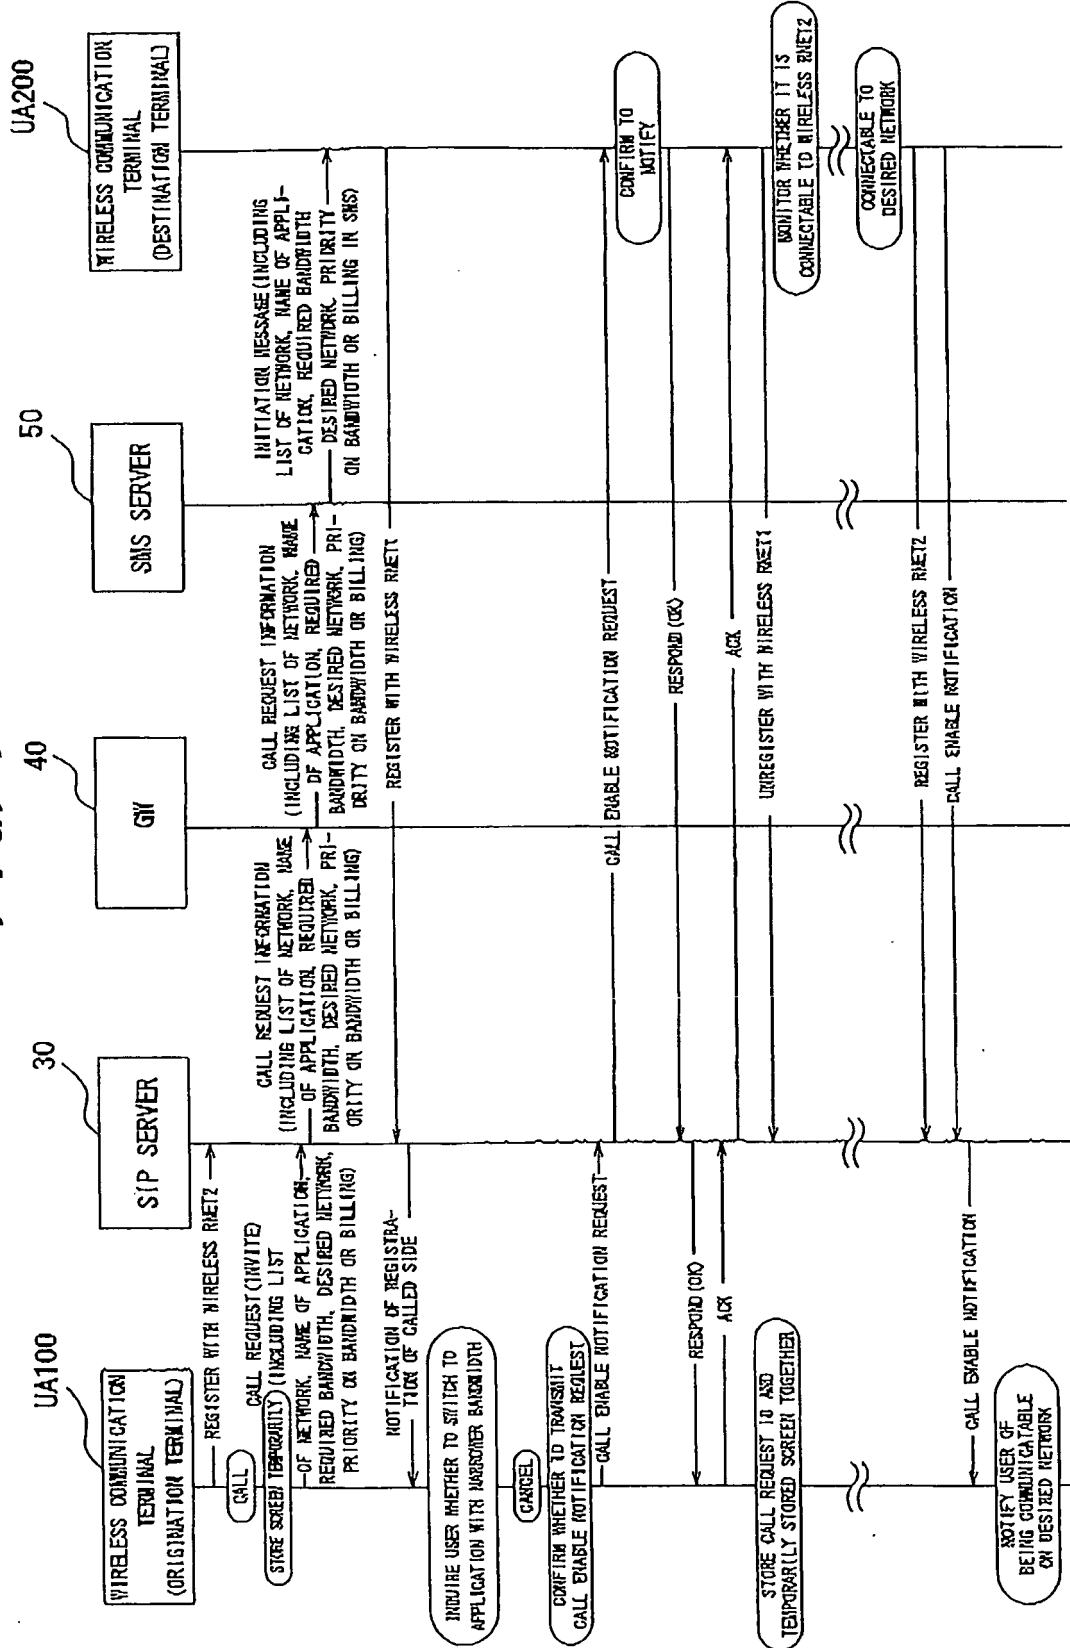 UA100
WIRELESS COMMUNICATION
TERMINAL
(ORIGINATION TERMINAL)
30
SIP SERVER
40
GW
50
SMS SERVER
UA200
WIRELESS COMMUNICATION
TERMINAL
(DESTINATION TERMINAL)
REGISTER WITH WIRELESS RNET2
CALL
STORE SCREEN TEMPORARILY
CALL REQUEST (INVITE)
(INCLUDING LIST
OF NETWORK, NAME OF APPLICATION,
REQUIRED BANDWIDTH, DESIRED NETWORK,
PRIORITY ON BANDWIDTH OR BILLING)
CALL REQUEST INFORMATION
(INCLUDING LIST OF NETWORK, NAME
OF APPLICATION, REQUIRED
BANDWIDTH, DESIRED NETWORK, PRI-
ORITY ON BANDWIDTH OR BILLING)
CALL REQUEST INFORMATION
(INCLUDING LIST OF NETWORK, NAME
OF APPLICATION, REQUIRED
BANDWIDTH, DESIRED NETWORK, PRI-
ORITY ON BANDWIDTH OR BILLING)
INITIATION MESSAGE (INCLUDING
LIST OF NETWORK, NAME OF APPLI-
CATION, REQUIRED BANDWIDTH
DESIRED NETWORK, PRIORITY
ON BANDWIDTH OR BILLING IN SMS)
REGISTER WITH WIRELESS RNET1
NOTIFICATION OF REGISTRA-
TION OF CALLED SIDE
INQUIRE USER WHETHER TO SWITCH TO
APPLICATION WITH NARROWER BANDWIDTH
CANCEL
CONFIRM WHETHER TO TRANSMIT
CALL ENABLE NOTIFICATION REQUEST
CALL ENABLE NOTIFICATION REQUEST
CALL ENABLE NOTIFICATION REQUEST
CONFIRM TO
NOTIFY
RESPOND (OK)
RESPOND (OK)
ACK
ACK
UNREGISTER WITH WIRELESS RNET1
STORE CALL REQUEST ID AND
TEMPORARILY STORED SCREEN TOGETHER
MONITOR WHETHER IT IS
CONNECTABLE TO WIRELESS RNET2
CONNECTABLE TO
DESIRED NETWORK
REGISTER WITH WIRELESS RNET2
CALL ENABLE NOTIFICATION
CALL ENABLE NOTIFICATION
NOTIFY USER OF
BEING COMMUNICATABLE
ON DESIRED NETWORK